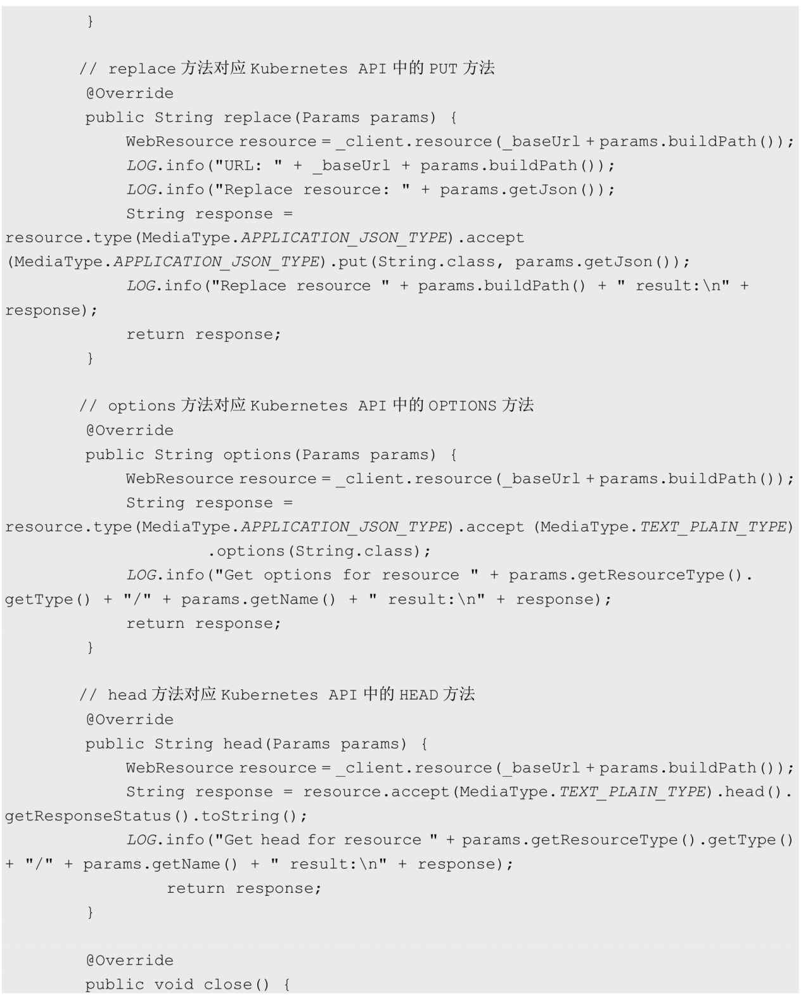 }
// replace 方法对应 Kubernetes API 中的 PUT 方法
@Override
public String replace(Params params) {
WebResource resource = _client.resource(_baseUrl + params.buildPath());
LOG.info("URL: " + _baseUrl + params.buildPath());
LOG.info("Replace resource: " + params.getJson());
String response =
resource.type(MediaType.APPLICATION_JSON_TYPE).accept
(MediaType.APPLICATION_JSON_TYPE).put(String.class, params.getJson());
LOG.info("Replace resource " + params.buildPath() + " result:\n" +
response);
return response;
}
// options 方法对应 Kubernetes API 中的 OPTIONS 方法
@Override
public String options(Params params) {
WebResource resource = _client.resource(_baseUrl + params.buildPath());
String response =
resource.type(MediaType.APPLICATION_JSON_TYPE).accept (MediaType.TEXT_PLAIN_TYPE)
.options(String.class);
LOG.info("Get options for resource " + params.getResourceType().
getType() + "/" + params.getName() + " result:\n" + response);
return response;
}
// head 方法对应 Kubernetes API 中的 HEAD 方法
@Override
public String head(Params params) {
WebResource resource = _client.resource(_baseUrl + params.buildPath());
String response = resource.accept(MediaType.TEXT_PLAIN_TYPE).head().
getResponseStatus().toString();
LOG.info("Get head for resource " + params.getResourceType().getType()
+ "/" + params.getName() + " result:\n" + response);
return response;
}
@Override
public void close() {